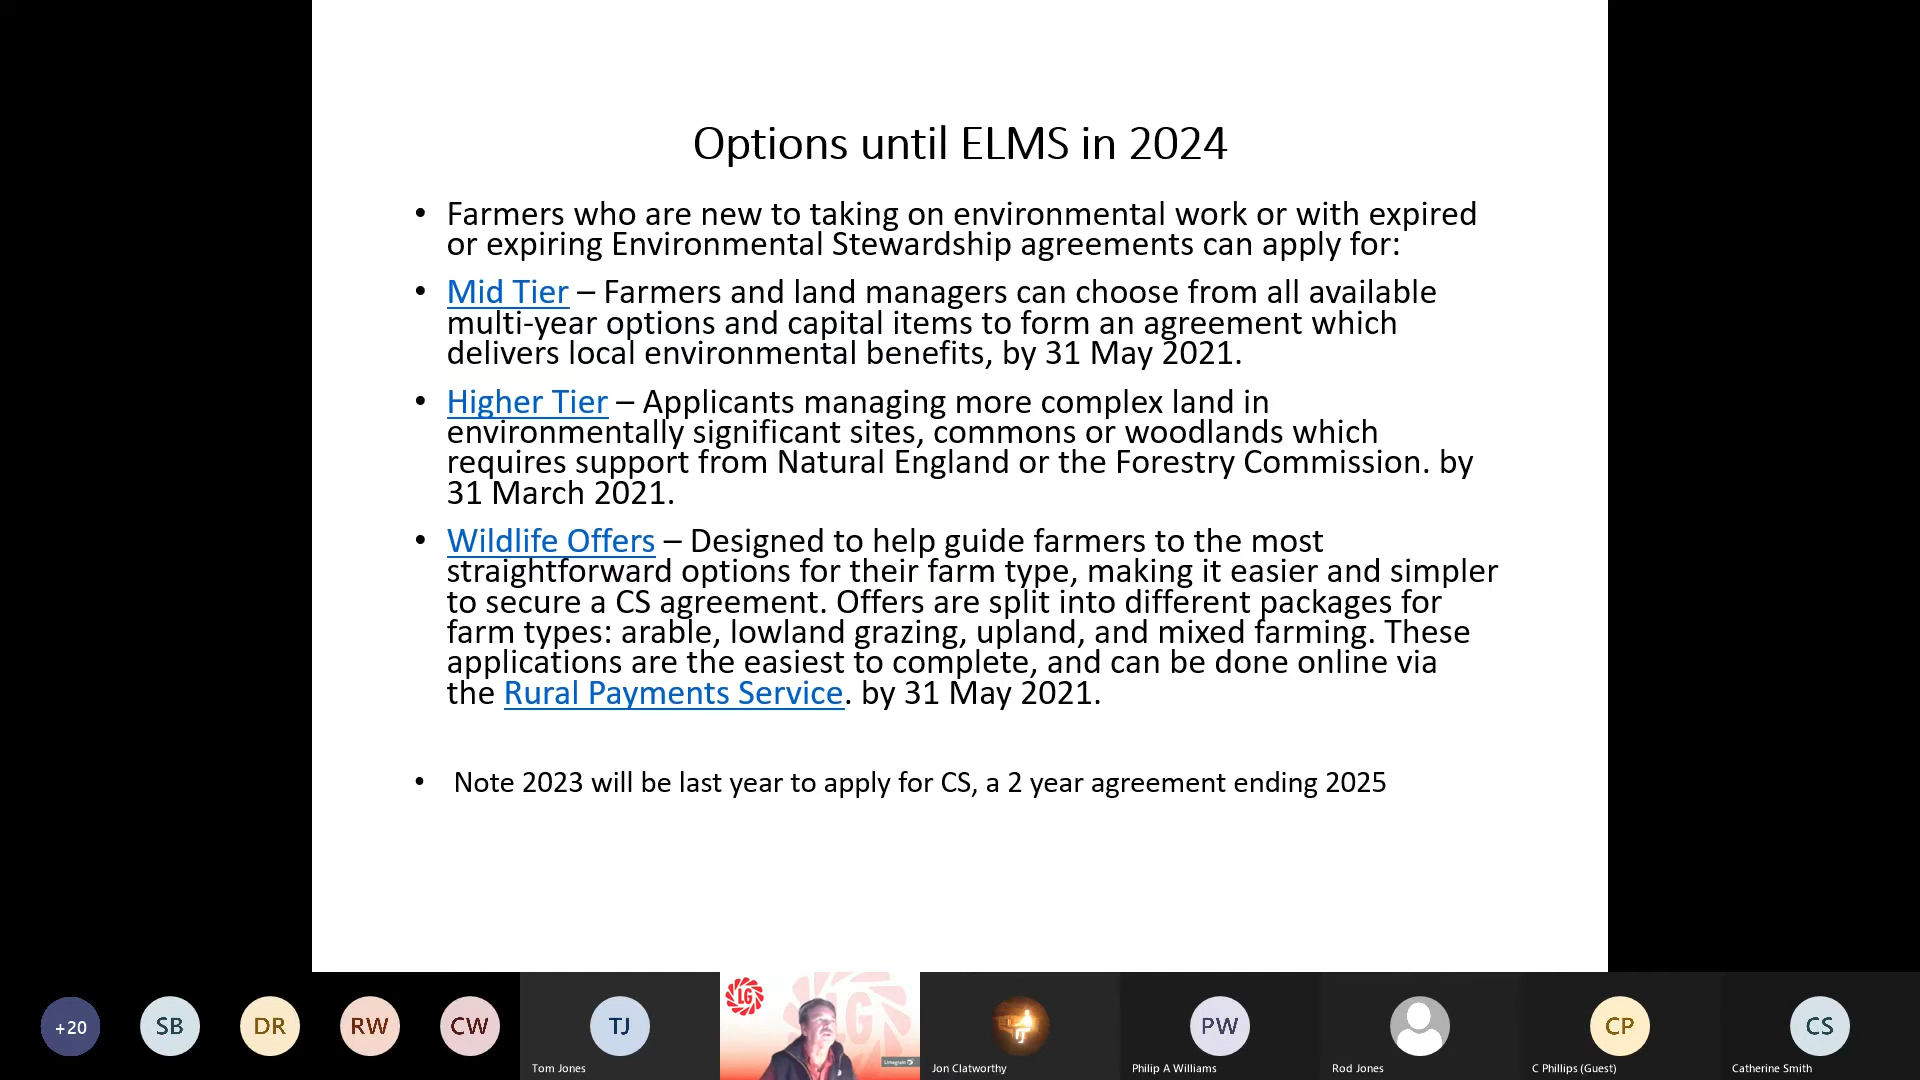 Options until ELMS in 2024
• Farmers who are new to taking on environmental work or with expired
or expiring Environmental Stewardship agreements can apply for:
• Mid Tier – Farmers and land managers can choose from all available
multi-year options and capital items to form an agreement which
delivers local environmental benefits, by 31 May 2021.
• Higher Tier – Applicants managing more complex land in
environmentally significant sites, commons or woodlands which
requires support from Natural England or the Forestry Commission. by
31 March 2021.
• Wildlife Offers – Designed to help guide farmers to the most
straightforward options for their farm type, making it easier and simpler
to secure a CS agreement. Offers are split into different packages for
farm types: arable, lowland grazing, upland, and mixed farming. These
applications are the easiest to complete, and can be done online via
the Rural Payments Service. by 31 May 2021.
• Note 2023 will be last year to apply for CS, a 2 year agreement ending 2025
+20
SB
DR
RW
CW
TJ
Tom Jones
LG
LG
Limagrain
Jon Clatworthy
PW
Philip A Williams
Rod Jones
CP
C Phillips (Guest)
CS
Catherine Smith